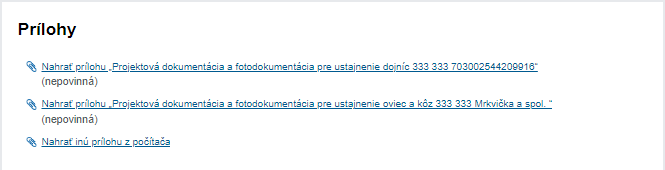 Prílohy
Nahrať prílohu „Projektová dokumentácia a fotodokumentácia pre ustajnenie dojníc 333 333 703002544209916“
(nepovinná)
Nahrať prílohu „Projektová dokumentácia a fotodokumentácia pre ustajnenie oviec a kôz 333 333 Mrkvička a spol. “
(nepovinná)
Nahrať inú prílohu z počítača